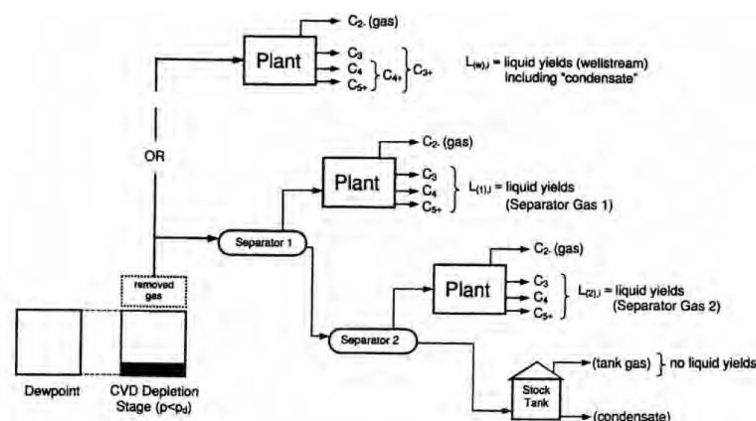 C₂₋ (gas)
Plant
C₃
C₄
C₅₊
C₄₊
C₃₊
L(w),i = liquid yields (wellstream)
Including "condensate"
OR
C₂₋ (gas)
Plant
C₃
C₄
C₅₊
L(1),i = liquid yields
(Separator Gas 1)
Separator 1
C₂₋ (gas)
Plant
C₃
C₄
C₅₊
L(2),i = liquid yields
(Separator Gas 2)
removed
gas
Separator 2
Dewpoint
CVD Depletion
Stage (p<pd)
Stock
Tank
(tank gas)
no liquid yields
(condensate)